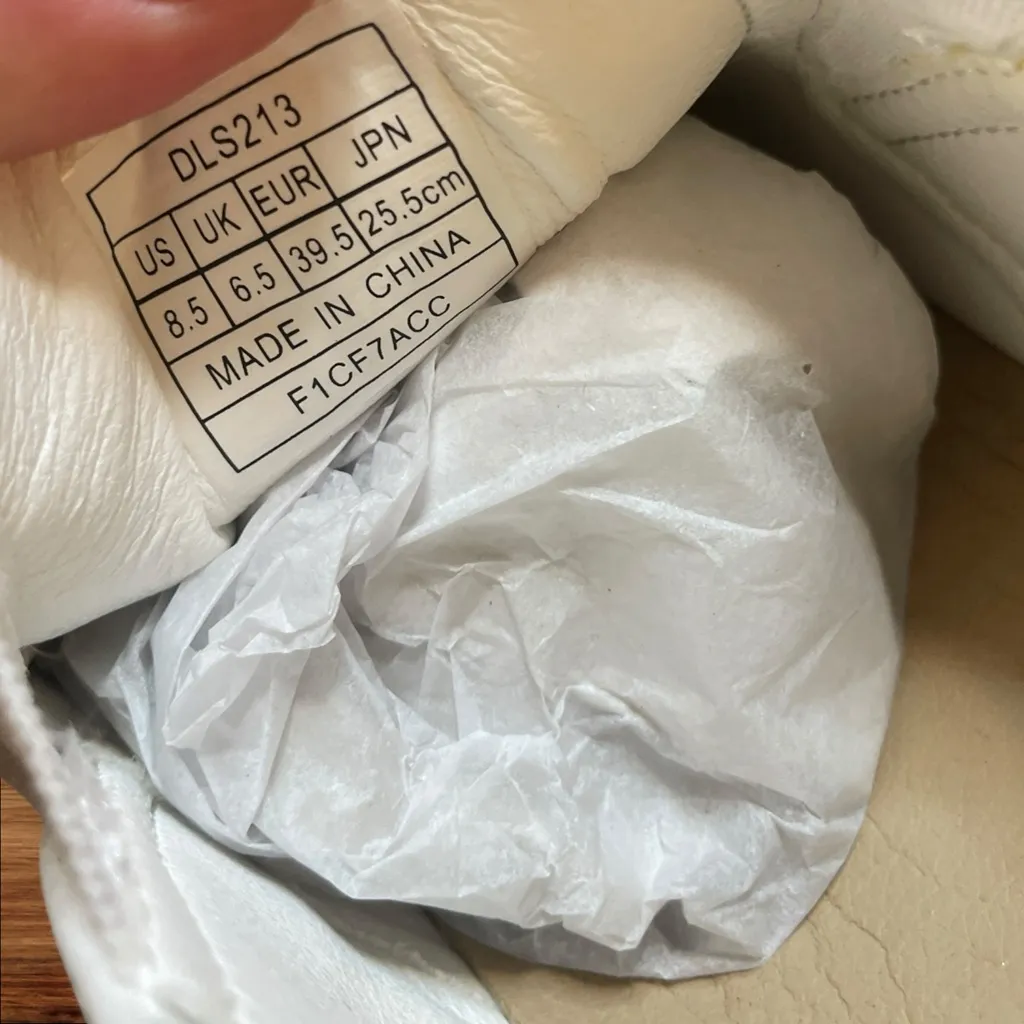 DLS213
US UK EUR JPN
8.5 6.5 39.5 25.5cm
MADE IN CHINA
F1CF7ACC